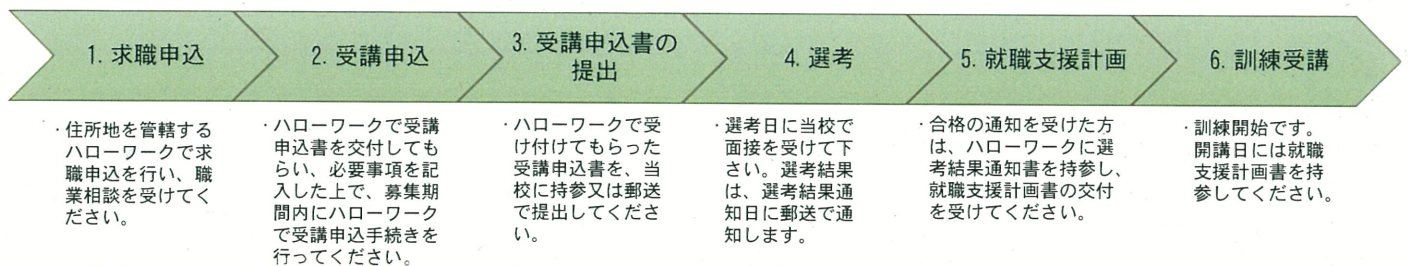 1. 求職申込
2. 受講申込
3. 受講申込書の
提出
4. 選考
5. 就職支援計画
6. 訓練受講
・住所地を管轄する
ハローワークで求
職申込を行い、職
業相談を受けてく
ださい。
・ハローワークで受講
申込書を交付しても
らい、必要事項を記
入した上で、募集期
間内にハローワーク
で受講申込手続きを
行ってください。
・ハローワークで受
け付けてもらった
受講申込書を、当
校に持参又は郵送
で提出してくださ
い。
・選考日に当校で
面接を受けて下
さい。選考結果
は、選考結果通
知日に郵送で通
知します。
・合格の通知を受けた方
は、ハローワークに選
考結果通知書を持参し、
就職支援計画書の交付
を受けてください。
・訓練開始です。
開講日には就職
支援計画書を持
参してください。